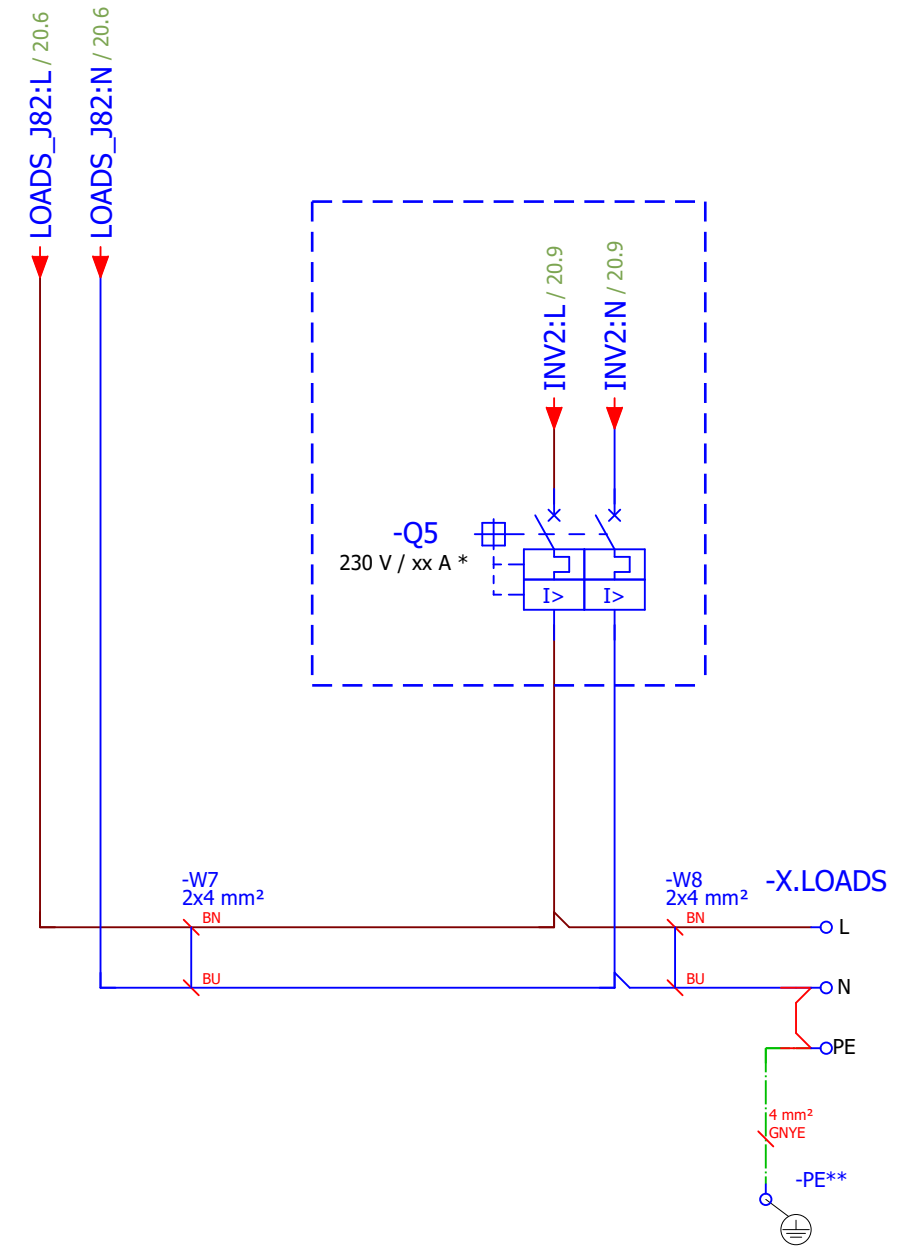 LOADS_J82:L / 20.6
LOADS_J82:N / 20.6
INV2:L / 20.9
INV2:N / 20.9
-Q5
230 V / xx A *
I>
I>
-W7
2x4 mm²
BN
BU
-W8
2x4 mm²
BN
BU
-X.LOADS
L
N
PE
4 mm²
GNYE
-PE**